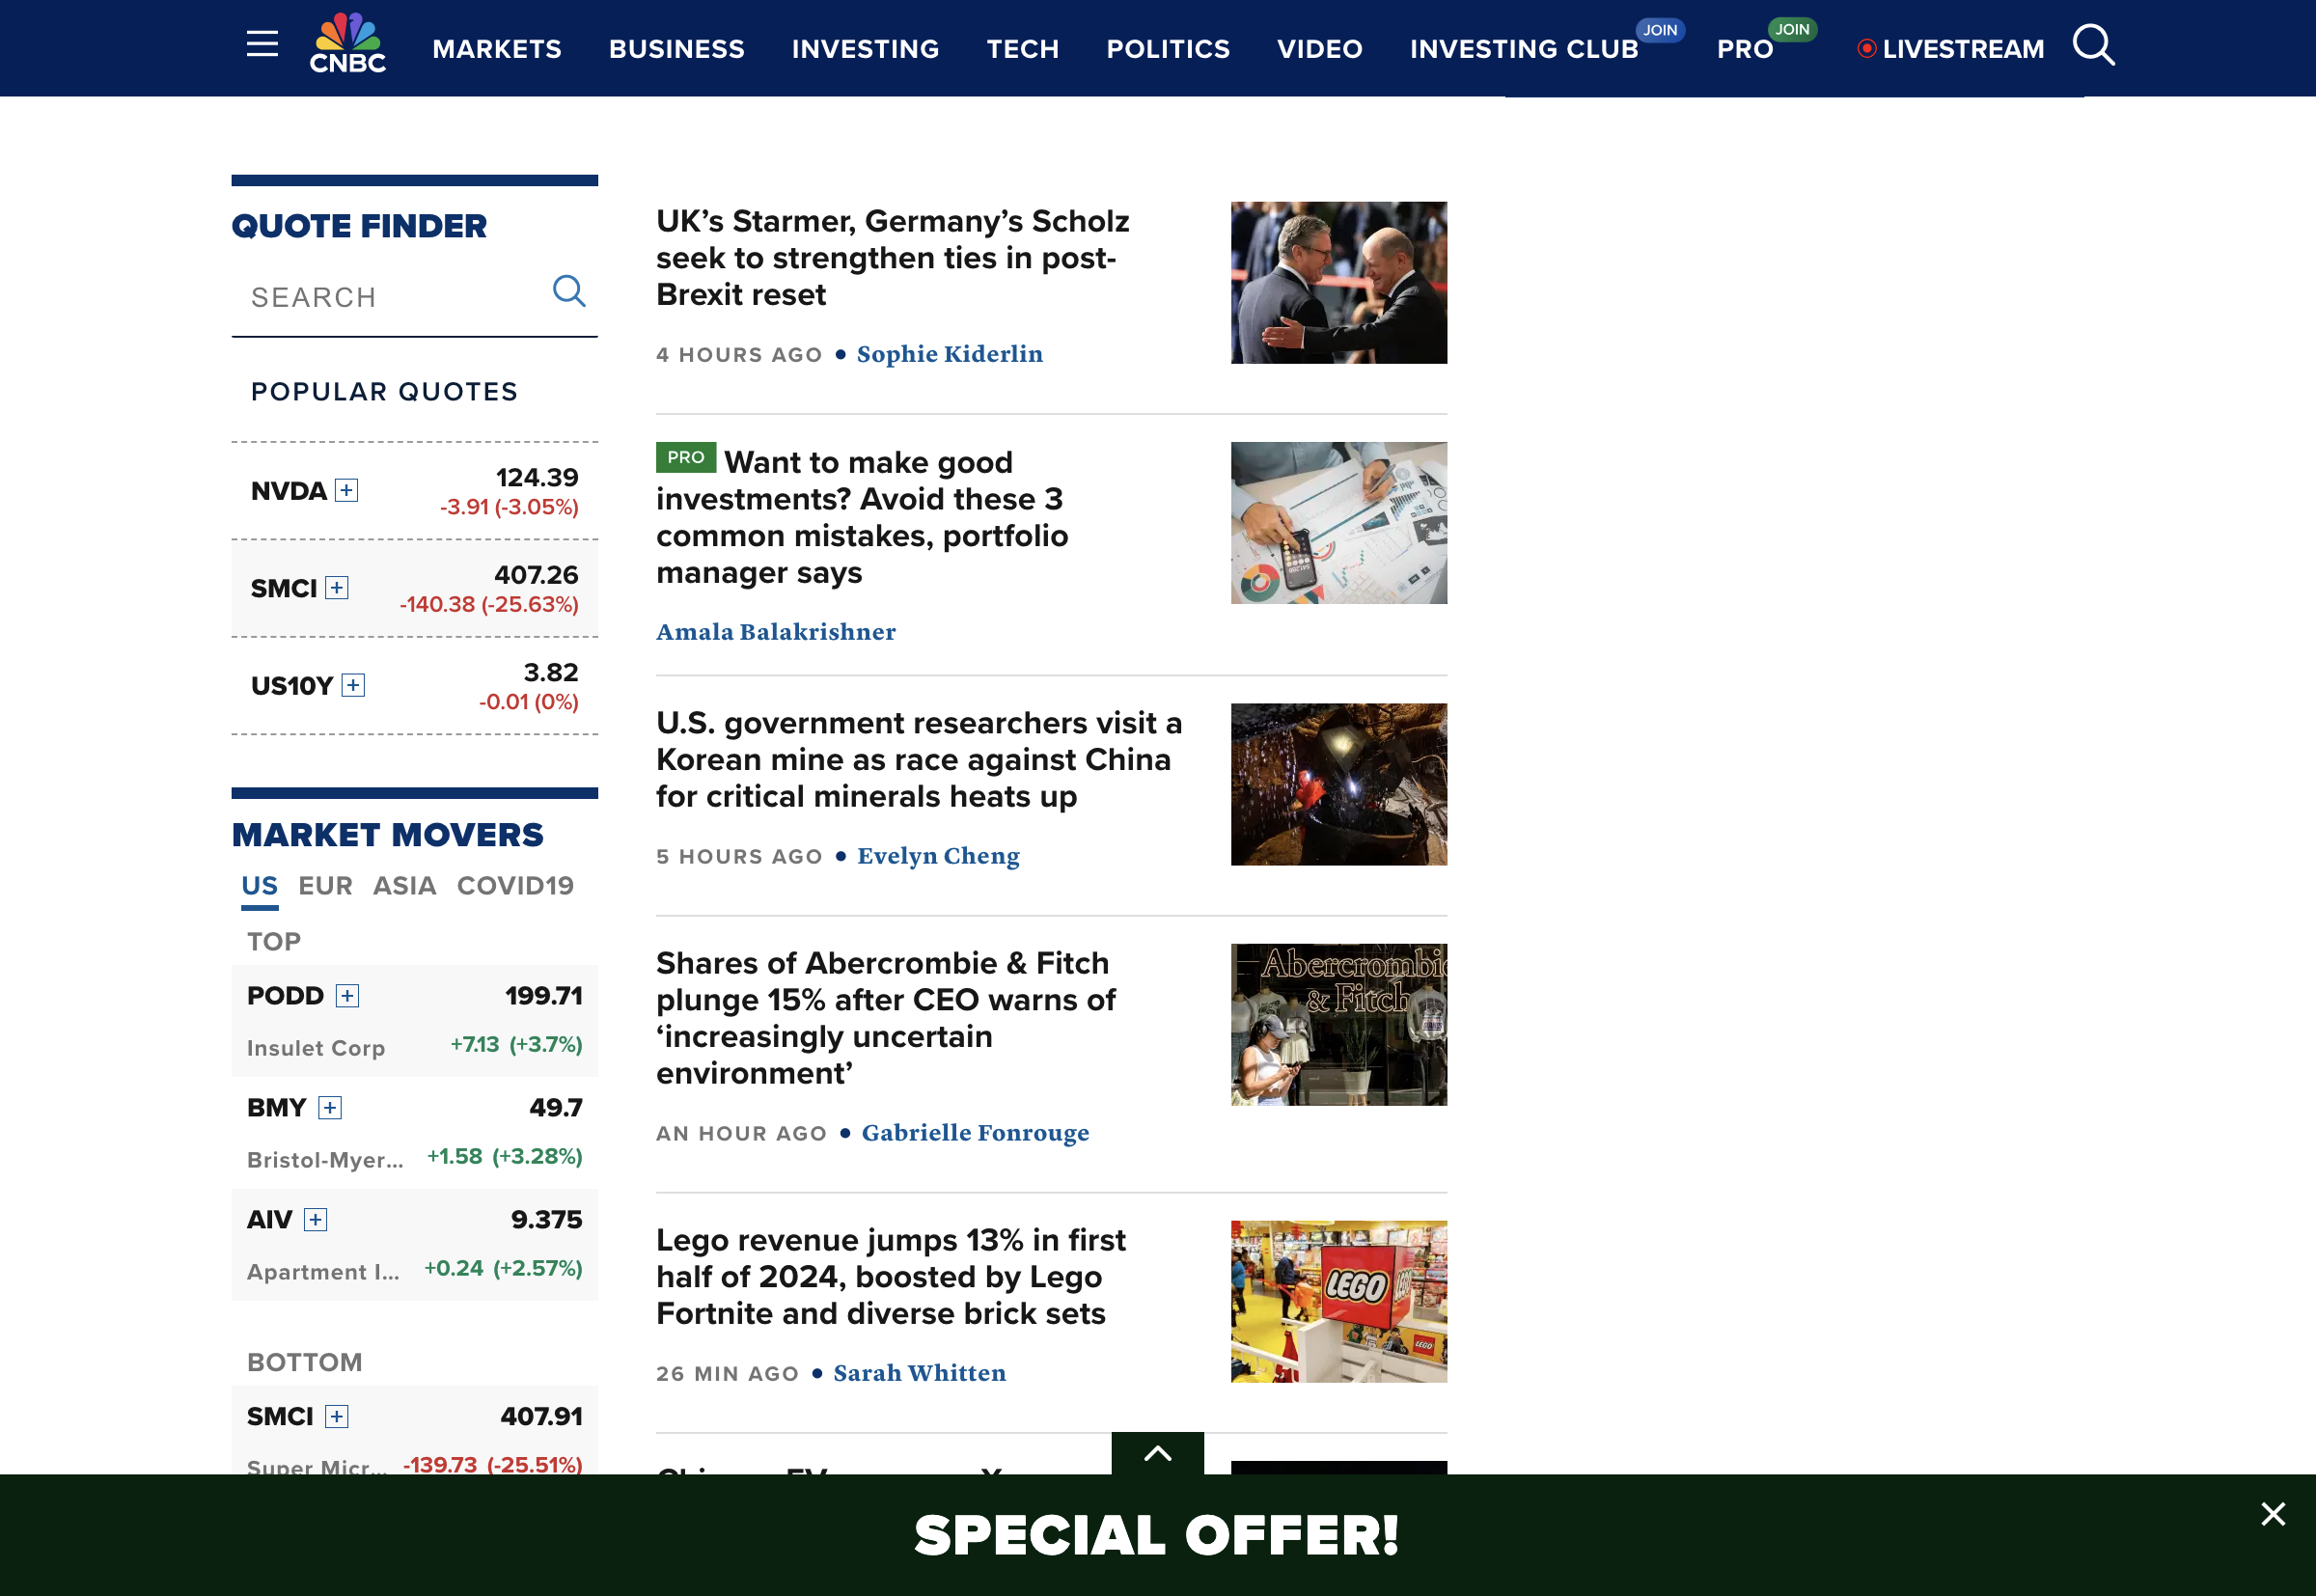 CNBC
MARKETS
BUSINESS
INVESTING
TECH
POLITICS
VIDEO
INVESTING CLUB
JOIN
PRO
JOIN
LIVESTREAM
QUOTE FINDER
SEARCH
POPULAR QUOTES
NVDA
124.39
-3.91 (-3.05%)
SMCI
407.26
-140.38 (-25.63%)
US10Y
3.82
-0.01 (0%)
MARKET MOVERS
US EUR ASIA COVID19
TOP
PODD
199.71
Insulet Corp
+7.13 (+3.7%)
BMY
49.7
Bristol-Myer...
+1.58 (+3.28%)
AIV
9.375
Apartment I...
+0.24 (+2.57%)
BOTTOM
SMCI
407.91
Super Micr...
-139.73 (-25.51%)
UK’s Starmer, Germany’s Scholz
seek to strengthen ties in post-
Brexit reset
4 HOURS AGO • Sophie Kiderlin
PRO Want to make good
investments? Avoid these 3
common mistakes, portfolio
manager says
Amala Balakrishner
U.S. government researchers visit a
Korean mine as race against China
for critical minerals heats up
5 HOURS AGO • Evelyn Cheng
Shares of Abercrombie & Fitch
plunge 15% after CEO warns of
‘increasingly uncertain
environment’
AN HOUR AGO • Gabrielle Fonrouge
Abercrombie
& Fitch
Lego revenue jumps 13% in first
half of 2024, boosted by Lego
Fortnite and diverse brick sets
26 MIN AGO • Sarah Whitten
LEGO
LEGO
SPECIAL OFFER!